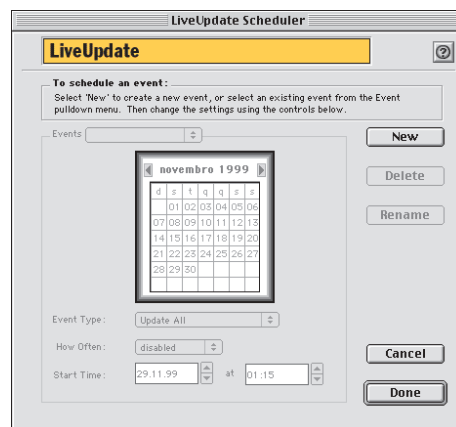 LiveUpdate Scheduler
LiveUpdate
?
To schedule an event:
Select 'New' to create a new event, or select an existing event from the Event
pulldown menu. Then change the settings using the controls below.
Events
New
Delete
Rename
novembro 1999
d s t q q s s
01 02 03 04 05 06
07 08 09 10 11 12 13
14 15 16 17 18 19 20
21 22 23 24 25 26 27
28 29 30
Event Type: Update All
How Often: disabled
Start Time: 29.11.99 at 01:15
Cancel
Done